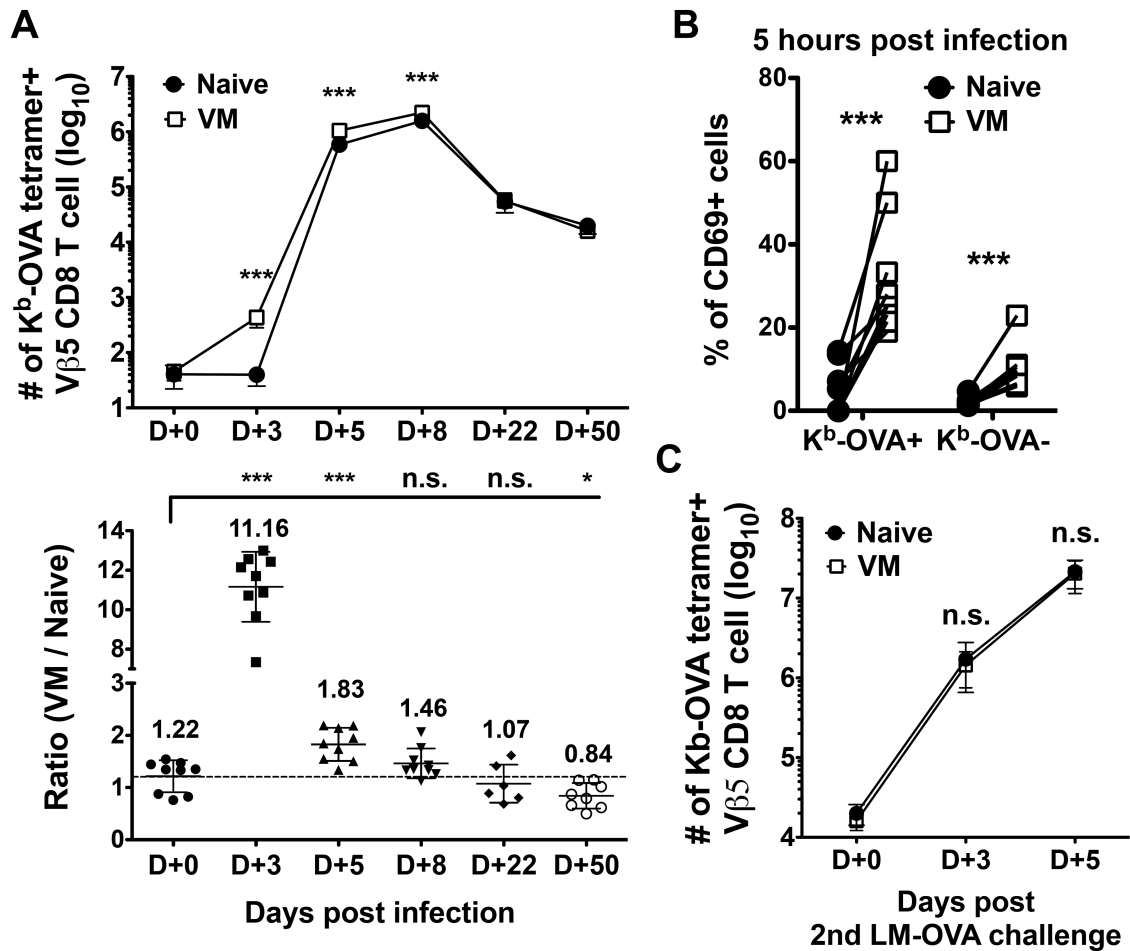 A
# of Kᵇ-OVA tetramer+
Vβ5 CD8 T cell (log₁₀)
7
6
5
4
3
2
1
Naive
VM
***
***
***
D+0 D+3 D+5 D+8 D+22 D+50
*** *** n.s. n.s. *
Ratio (VM / Naive)
14
12
10
8
3
2
1
0
1.22
11.16
1.83
1.46
1.07
0.84
D+0 D+3 D+5 D+8 D+22 D+50
Days post infection
B
5 hours post infection
% of CD69+ cells
80
60
40
20
0
Naive
VM
***
***
Kᵇ-OVA+ Kᵇ-OVA-
C
# of Kb-OVA tetramer+
Vβ5 CD8 T cell (log₁₀)
8
7
6
5
4
Naive
VM
n.s.
n.s.
D+0 D+3 D+5
Days post
2nd LM-OVA challenge